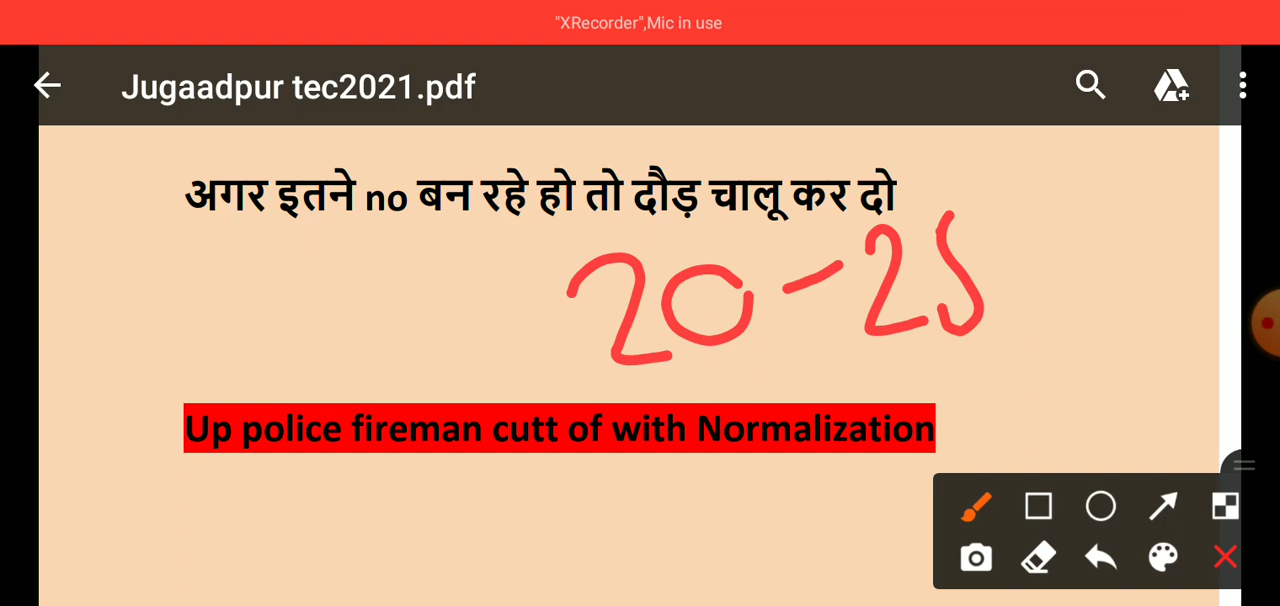 "XRecorder",Mic in use
Jugaadpur tec2021.pdf
अगर इतने no बन रहे हो तो दौड़ चालू कर दो
20-25
Up police fireman cutt of with Normalization